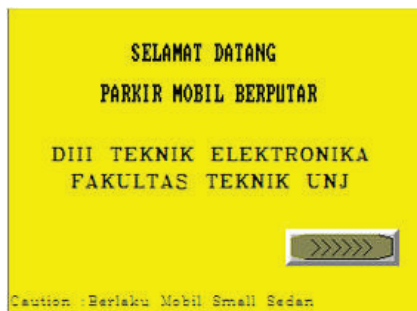 SELAMAT DATANG
PARKIR MOBIL BERPUTAR
DIII TEKNIK ELEKTRONIKA
FAKULTAS TEKNIK UNJ
>>>>>>
Caution :Berlaku Mobil Small Sedan